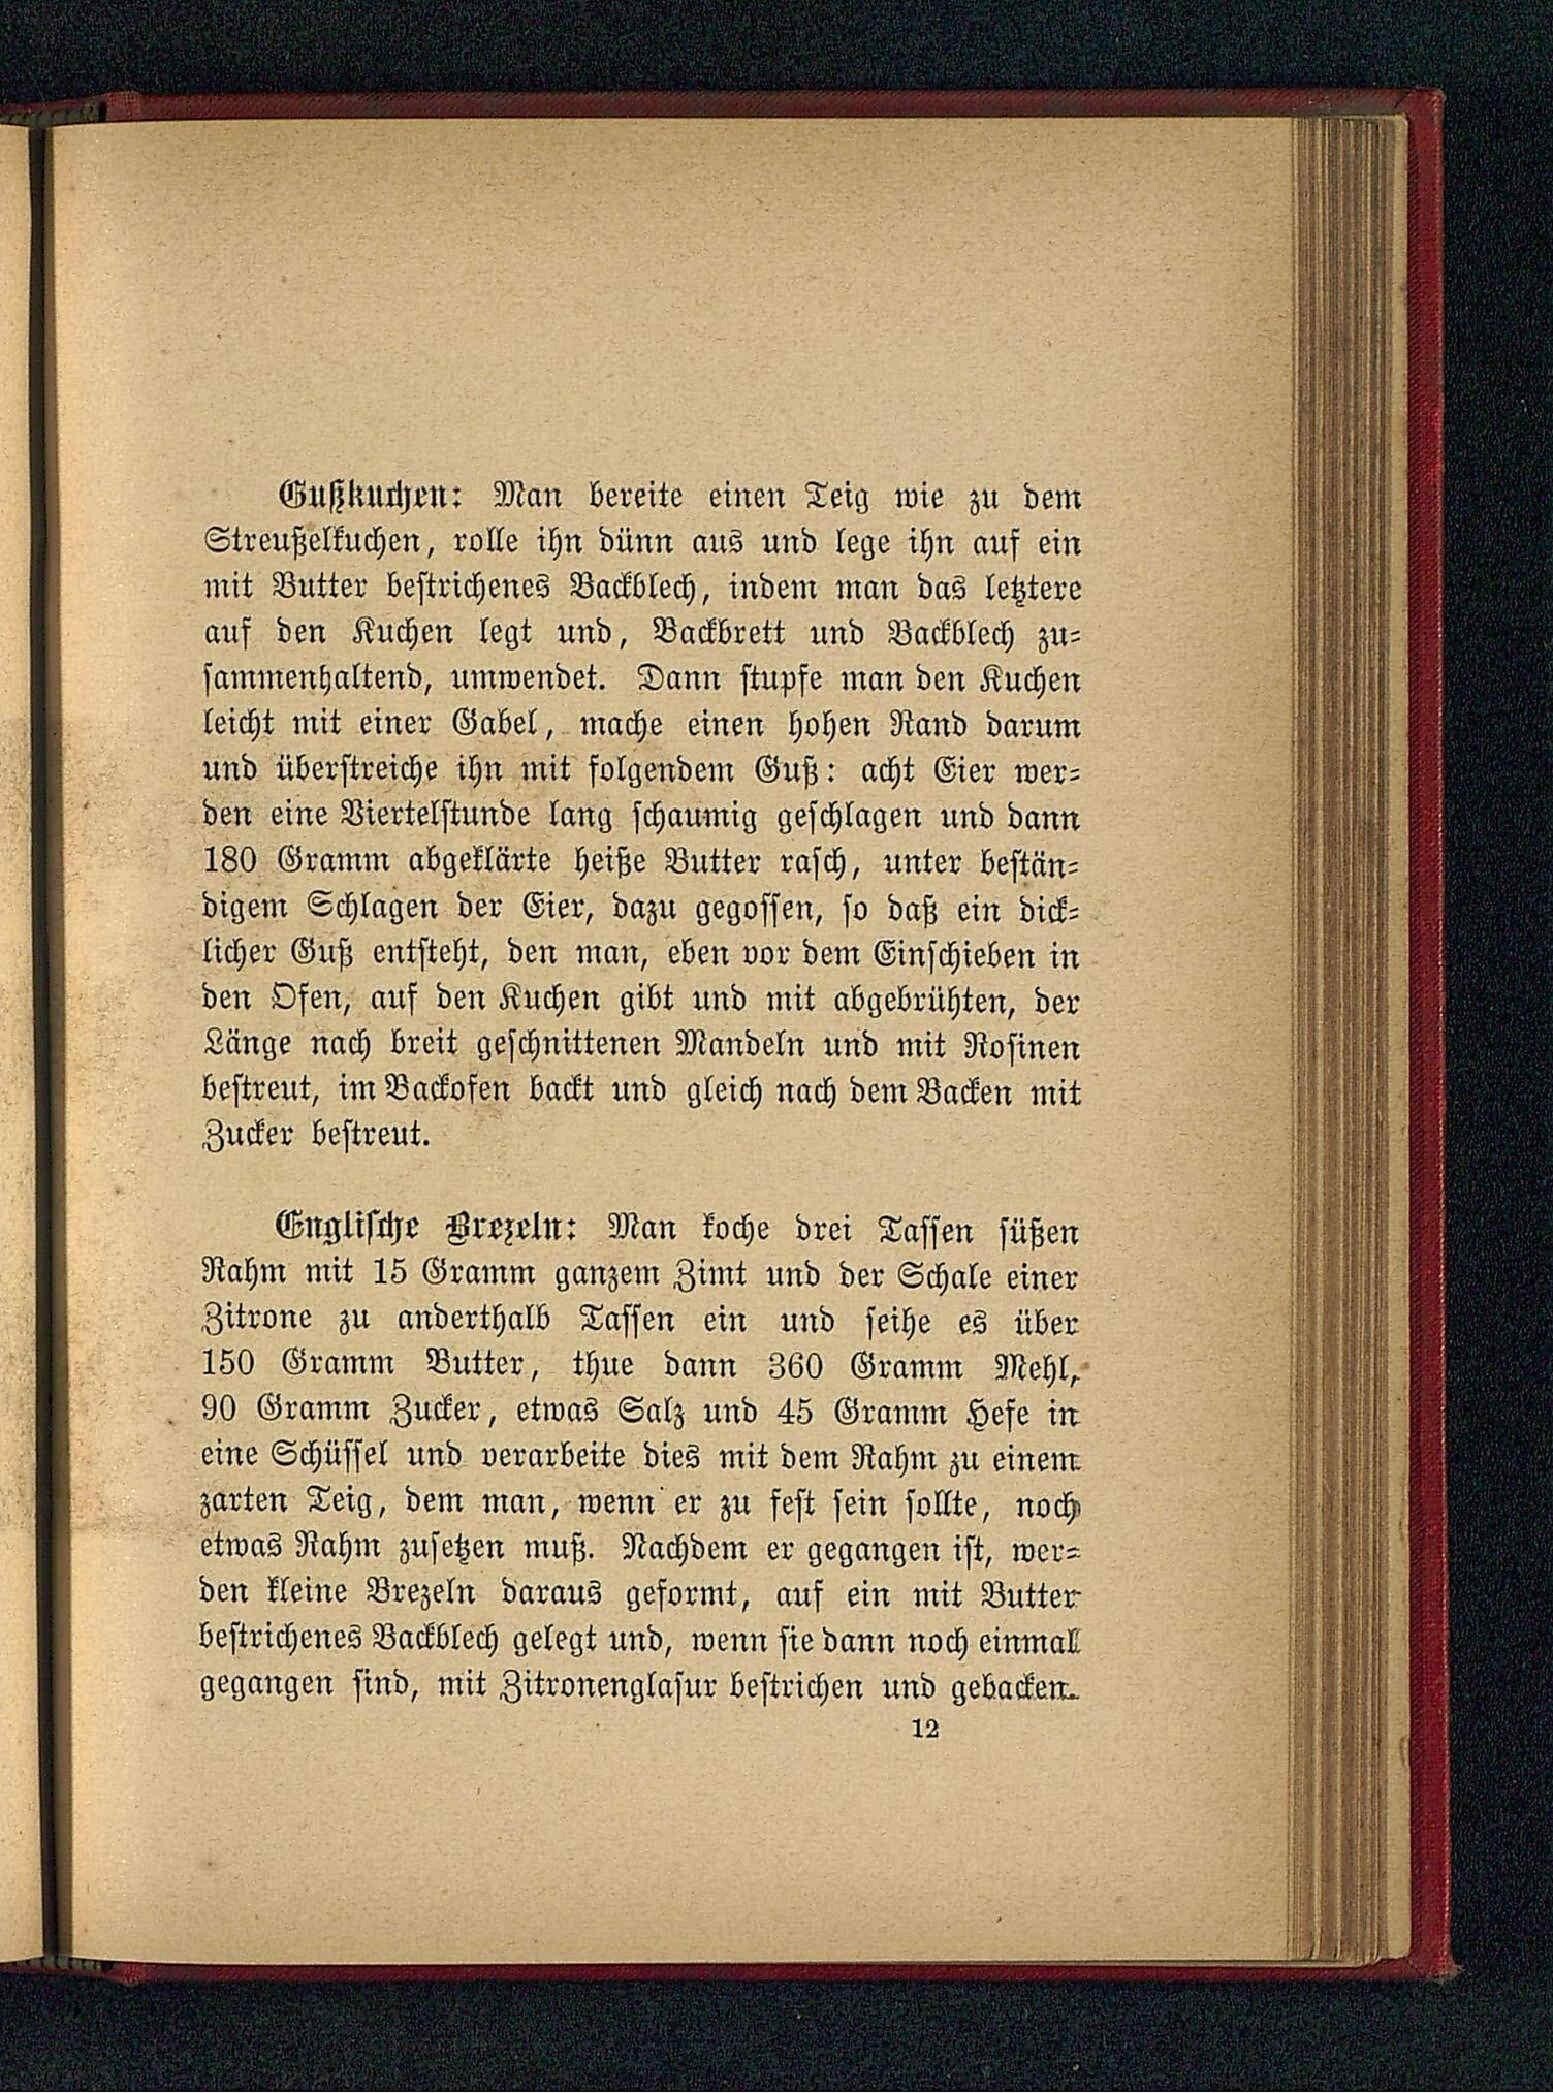 Gußkuchen: Man bereite einen Teig wie zu dem
Streußelkuchen, rolle ihn dünn aus und lege ihn auf ein
mit Butter bestrichenes Backblech, indem man das letztere
auf den Kuchen legt und, Backbrett und Backblech zu-
sammenhaltend, umwendet. Dann stupfe man den Kuchen
leicht mit einer Gabel, mache einen hohen Rand darum
und überstreiche ihn mit folgendem Guß: acht Eier wer-
den eine Viertelstunde lang schaumig geschlagen und dann
180 Gramm abgeklärte heiße Butter rasch, unter bestän-
digem Schlagen der Eier, dazu gegossen, so daß ein dick-
licher Guß entsteht, den man, eben vor dem Einschieben in
den Ofen, auf den Kuchen gibt und mit abgebrühten, der
Länge nach breit geschnittenen Mandeln und mit Rosinen
bestreut, im Backofen backt und gleich nach dem Backen mit
Zucker bestreut.
Englische Brezeln: Man koche drei Tassen süßen
Rahm mit 15 Gramm ganzem Zimt und der Schale einer
Zitrone zu anderthalb Tassen ein und seihe es über
150 Gramm Butter, thue dann 360 Gramm Mehl,
90 Gramm Zucker, etwas Salz und 45 Gramm Hefe in
eine Schüssel und verarbeite dies mit dem Rahm zu einem
zarten Teig, dem man, wenn er zu fest sein sollte, noch
etwas Rahm zusetzen muß. Nachdem er gegangen ist, wer-
den kleine Brezeln daraus geformt, auf ein mit Butter
bestrichenes Backblech gelegt und, wenn sie dann noch einmal
gegangen sind, mit Zitronenglasur bestrichen und gebacken.
12